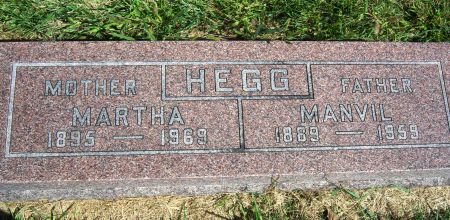 MOTHER HEGG FATHER
MARTHA MANVIL
1895 — 1969 1889 — 1959